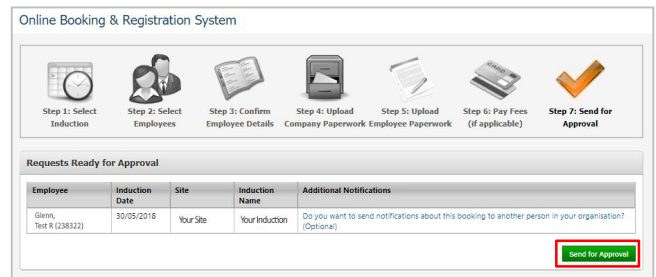 Online Booking & Registration System
Step 1: Select
Induction
Step 2: Select
Employees
Step 3: Confirm
Employee Details
Step 4: Upload
Company Paperwork
Step 5: Upload
Employee Paperwork
Step 6: Pay Fees
(if applicable)
Step 7: Send for
Approval
Requests Ready for Approval
Employee
Induction
Date
Site
Induction
Name
Additional Notifications
Glenn,
Test R (238322)
30/05/2018
Your Site
Your Induction
Do you want to send notifications about this booking to another person in your organisation?
(Optional)
Send for Approval